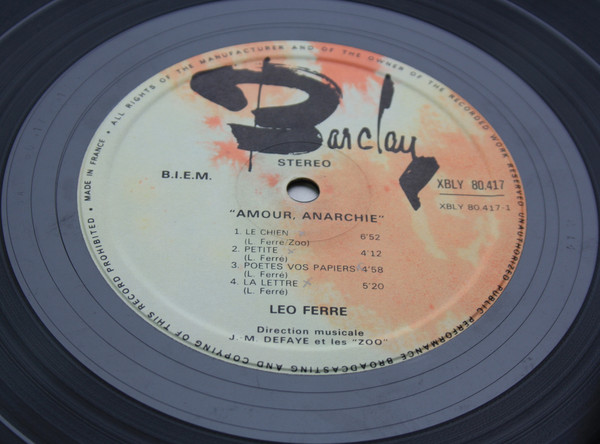 • MADE IN FRANCE • ALL RIGHTS OF THE MANUFACTURER AND OF THE OWNER OF THE RECORDED WORK RESERVED UNAUTHORIZED PUBLIC PERFORMANCE BROADCASTING AND COPYING OF THIS RECORD PROHIBITED
Barclay
STEREO
B.I.E.M.
XBLY 80.417
XBLY 80.417-1
"AMOUR, ANARCHIE"
1. LE CHIEN 6'52
(L. Ferré/Zoo)
2. PETITE 4'12
(L. Ferré)
3. POETES VOS PAPIERS 4'58
(L. Ferré)
4. LA LETTRE 5'20
(L. Ferré)
LEO FERRE
Direction musicale
J.-M. DEFAYE et les "ZOO"